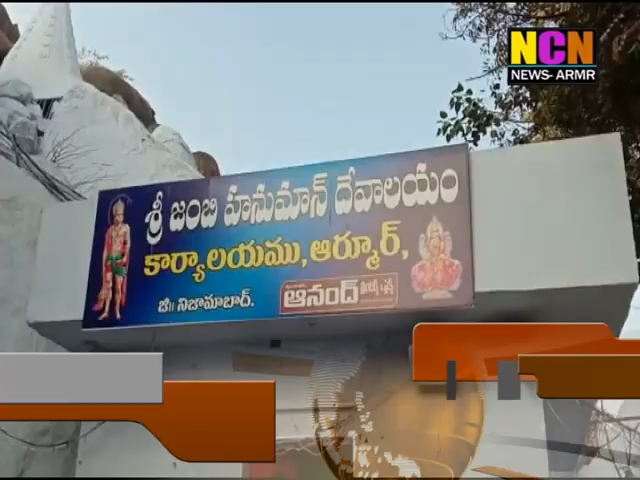 NCN
NEWS- ARMR
శ్రీ జంబి హనుమాన్ దేవాలయం
కార్యాలయము, ఆర్మూర్,
జి॥ నిజామాబాద్.
ఆనంద్